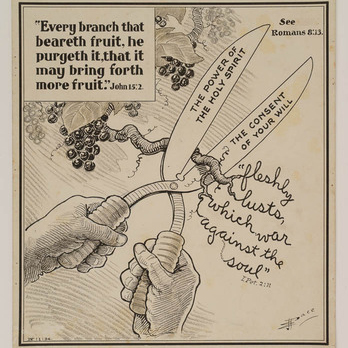 "Every branch that
beareth fruit, he
purgeth it, that it
may bring forth
more fruit." John 15:2.
See
Romans 8:13.
THE POWER OF
THE HOLY SPIRIT
THE CONSENT
OF YOUR WILL
"fleshly
lusts,
which war
against the
soul"
I Pet. 2:11
PACE